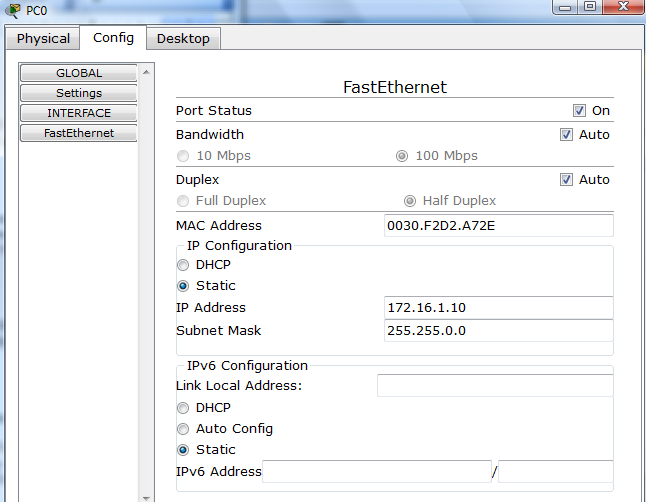 PC0
Physical Config Desktop
GLOBAL
Settings
INTERFACE
FastEthernet
FastEthernet
Port Status On
Bandwidth Auto
10 Mbps 100 Mbps
Duplex Auto
Full Duplex Half Duplex
MAC Address 0030.F2D2.A72E
IP Configuration
DHCP
Static
IP Address 172.16.1.10
Subnet Mask 255.255.0.0
IPv6 Configuration
Link Local Address:
DHCP
Auto Config
Static
IPv6 Address /